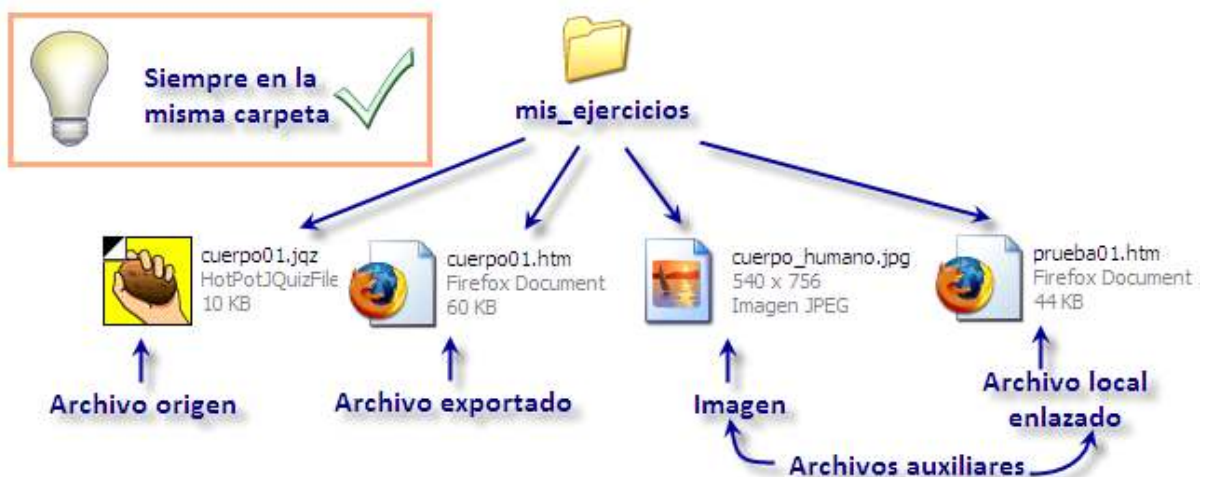 Siempre en la
misma carpeta
mis_ejercicios
cuerpo01.jqz
HotPotJQuizFile
10 KB
cuerpo01.htm
Firefox Document
60 KB
cuerpo_humano.jpg
540 x 756
Imagen JPEG
prueba01.htm
Firefox Document
44 KB
Archivo origen
Archivo exportado
Imagen
Archivo local
enlazado
Archivos auxiliares